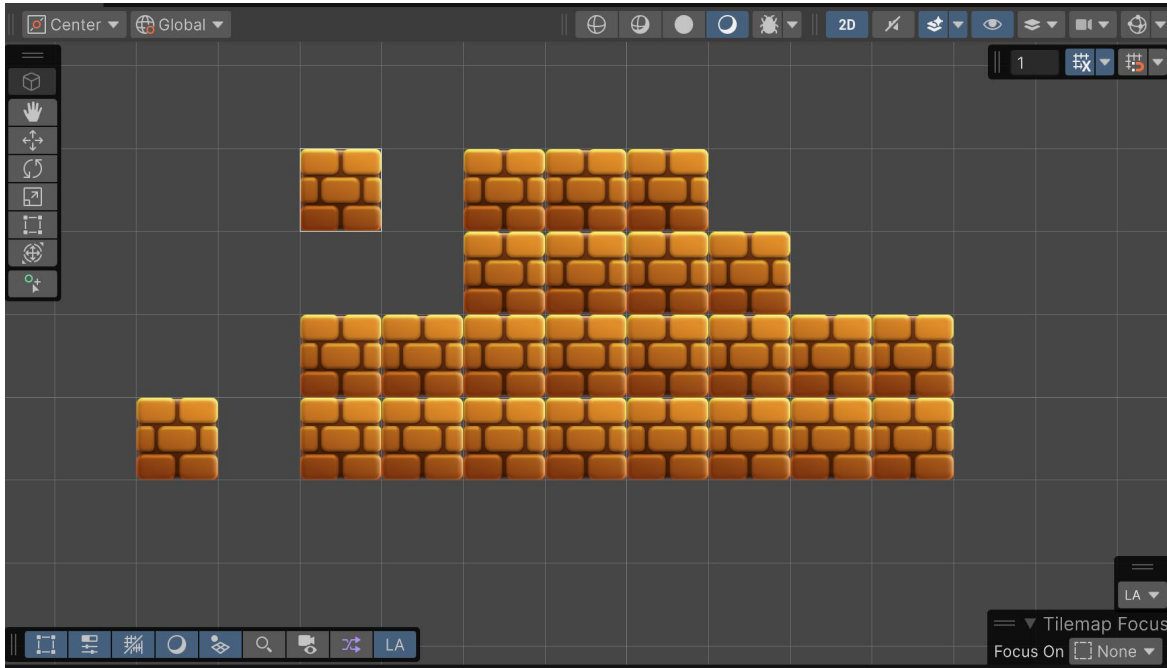 Center Global 2D
1
LA
Tilemap Focus
LA Focus On None